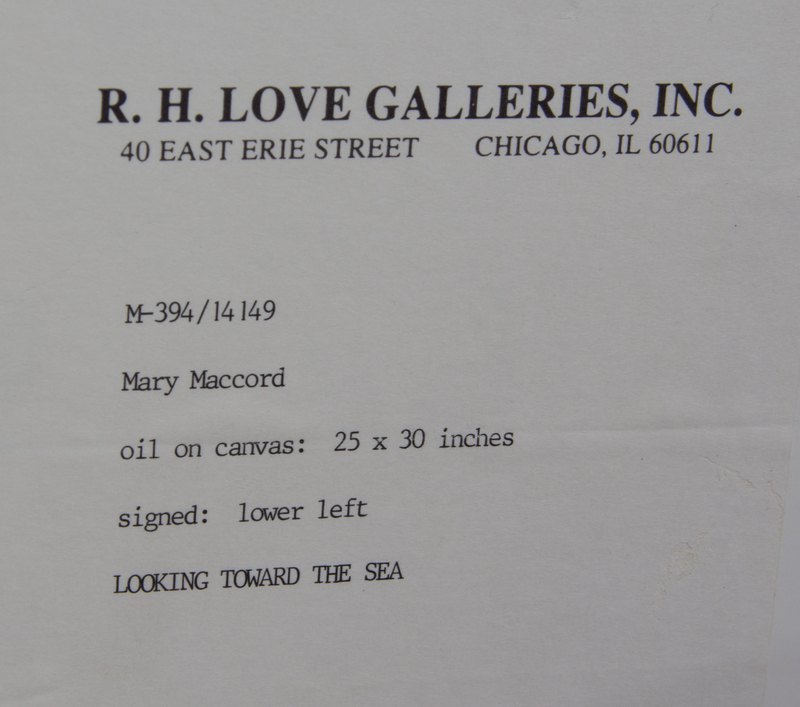 R. H. LOVE GALLERIES, INC.
40 EAST ERIE STREET CHICAGO, IL 60611
M-394/14149
Mary Maccord
oil on canvas: 25 x 30 inches
signed: lower left
LOOKING TOWARD THE SEA